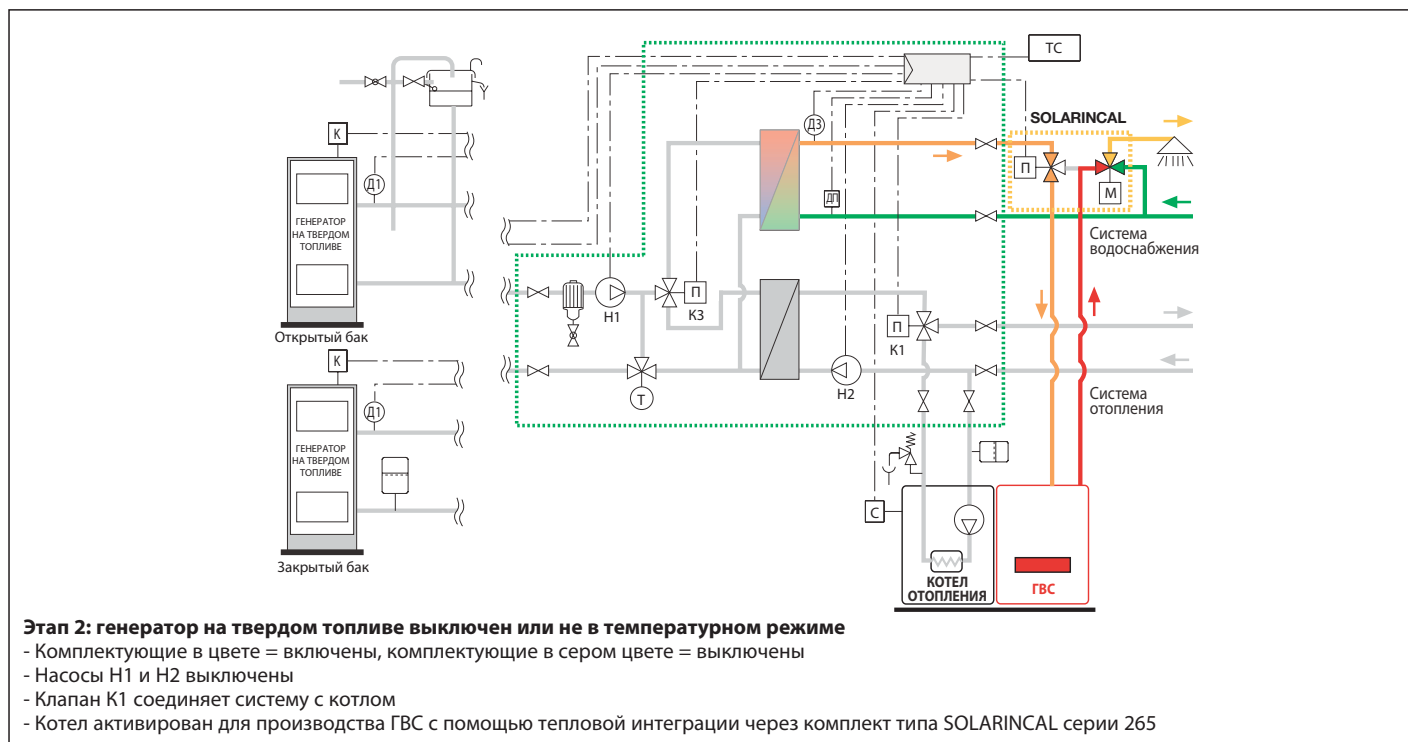 ТС
SOLARINCAL
К
Д3
П
Д1
ДП
М
ГЕНЕРАТОР
НА ТВЕРДОМ
ТОПЛИВЕ
Система
водоснабжения
П
Н1
К3
П
К1
Открытый бак
К
Т
Н2
Система
отопления
Д1
ГЕНЕРАТОР
НА ТВЕРДОМ
ТОПЛИВЕ
С
Закрытый бак
КОТЕЛ
ОТОПЛЕНИЯ
ГВС
Этап 2: генератор на твердом топливе выключен или не в температурном режиме
- Комплектующие в цвете = включены, комплектующие в сером цвете = выключены
- Насосы Н1 и Н2 выключены
- Клапан К1 соединяет систему с котлом
- Котел активирован для производства ГВС с помощью тепловой интеграции через комплект типа SOLARINCAL серии 265